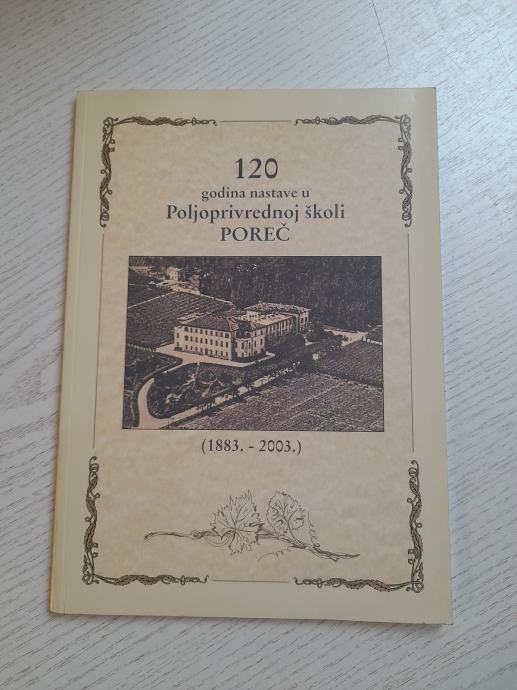 120
godina nastave u
Poljoprivrednoj školi
POREČ
(1883. - 2003.)